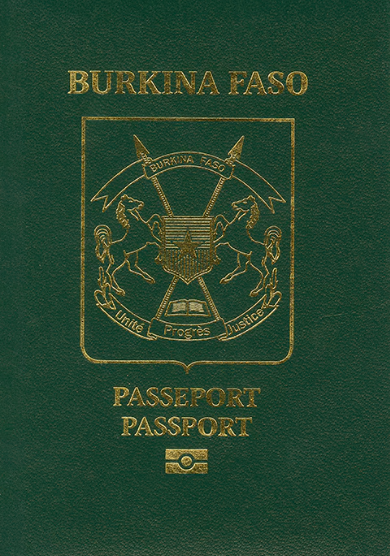 BURKINA FASO
BURKINA FASO
Unité Progrès Justice
PASSEPORT
PASSPORT